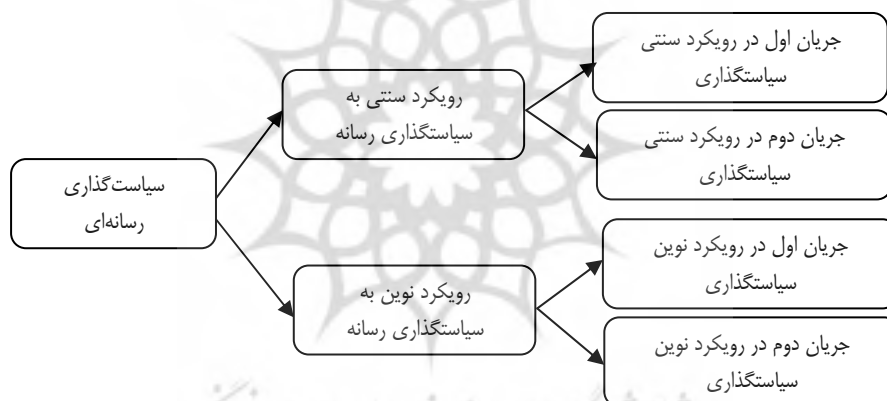 سیاست‌گذاری
رسانه‌ای
رویکرد سنتی به
سیاستگذاری رسانه
رویکرد نوین به
سیاستگذاری رسانه
جریان اول در رویکرد سنتی
سیاستگذاری
جریان دوم در رویکرد سنتی
سیاستگذاری
جریان اول در رویکرد نوین
سیاستگذاری
جریان دوم در رویکرد نوین
سیاستگذاری